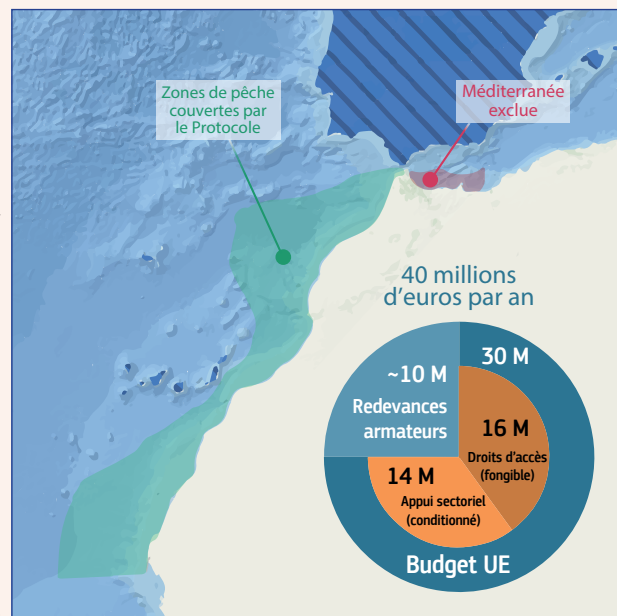 Zones de pêche
couvertes par
le Protocole
Méditerranée
exclue
40 millions
d'euros par an
~10 M
Redevances
armateurs
30 M
16 M
Droits d'accès
(fongible)
14 M
Appui sectoriel
(conditionné)
Budget UE